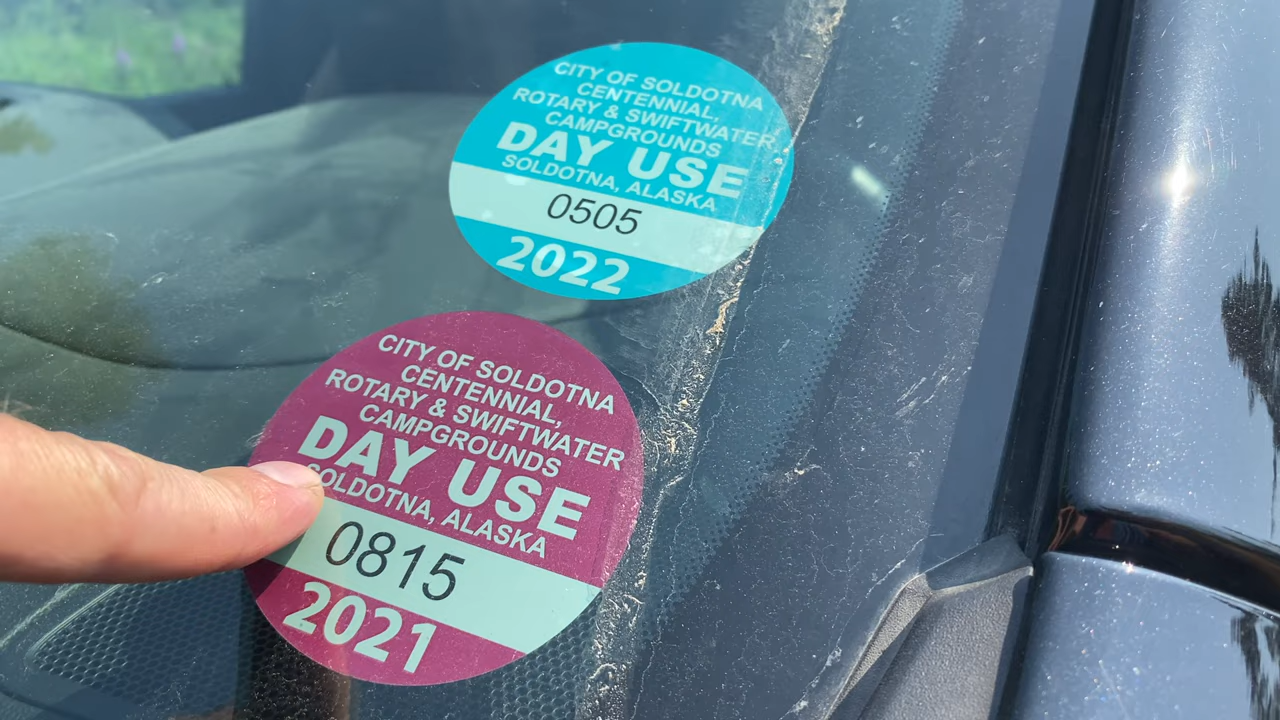 CITY OF SOLDOTNA
CENTENNIAL,
ROTARY & SWIFTWATER
CAMPGROUNDS
DAY USE
SOLDOTNA, ALASKA
0505
2022
CITY OF SOLDOTNA
CENTENNIAL,
ROTARY & SWIFTWATER
CAMPGROUNDS
DAY USE
SOLDOTNA, ALASKA
0815
2021